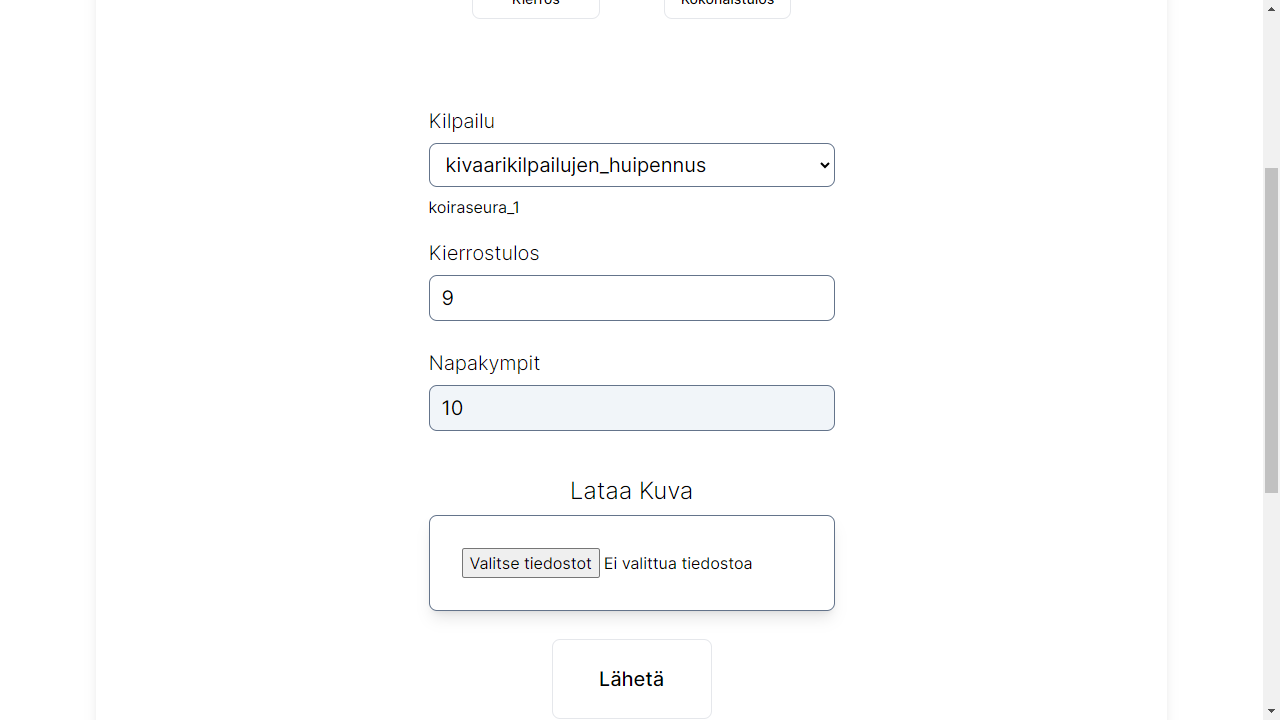 Kierros Kokonaistulos
Kilpailu
kivaarikilpailujen_huipennus
koiraseura_1
Kierrostulos
9
Napakympit
10
Lataa Kuva
Valitse tiedostot Ei valittua tiedostoa
Lähetä